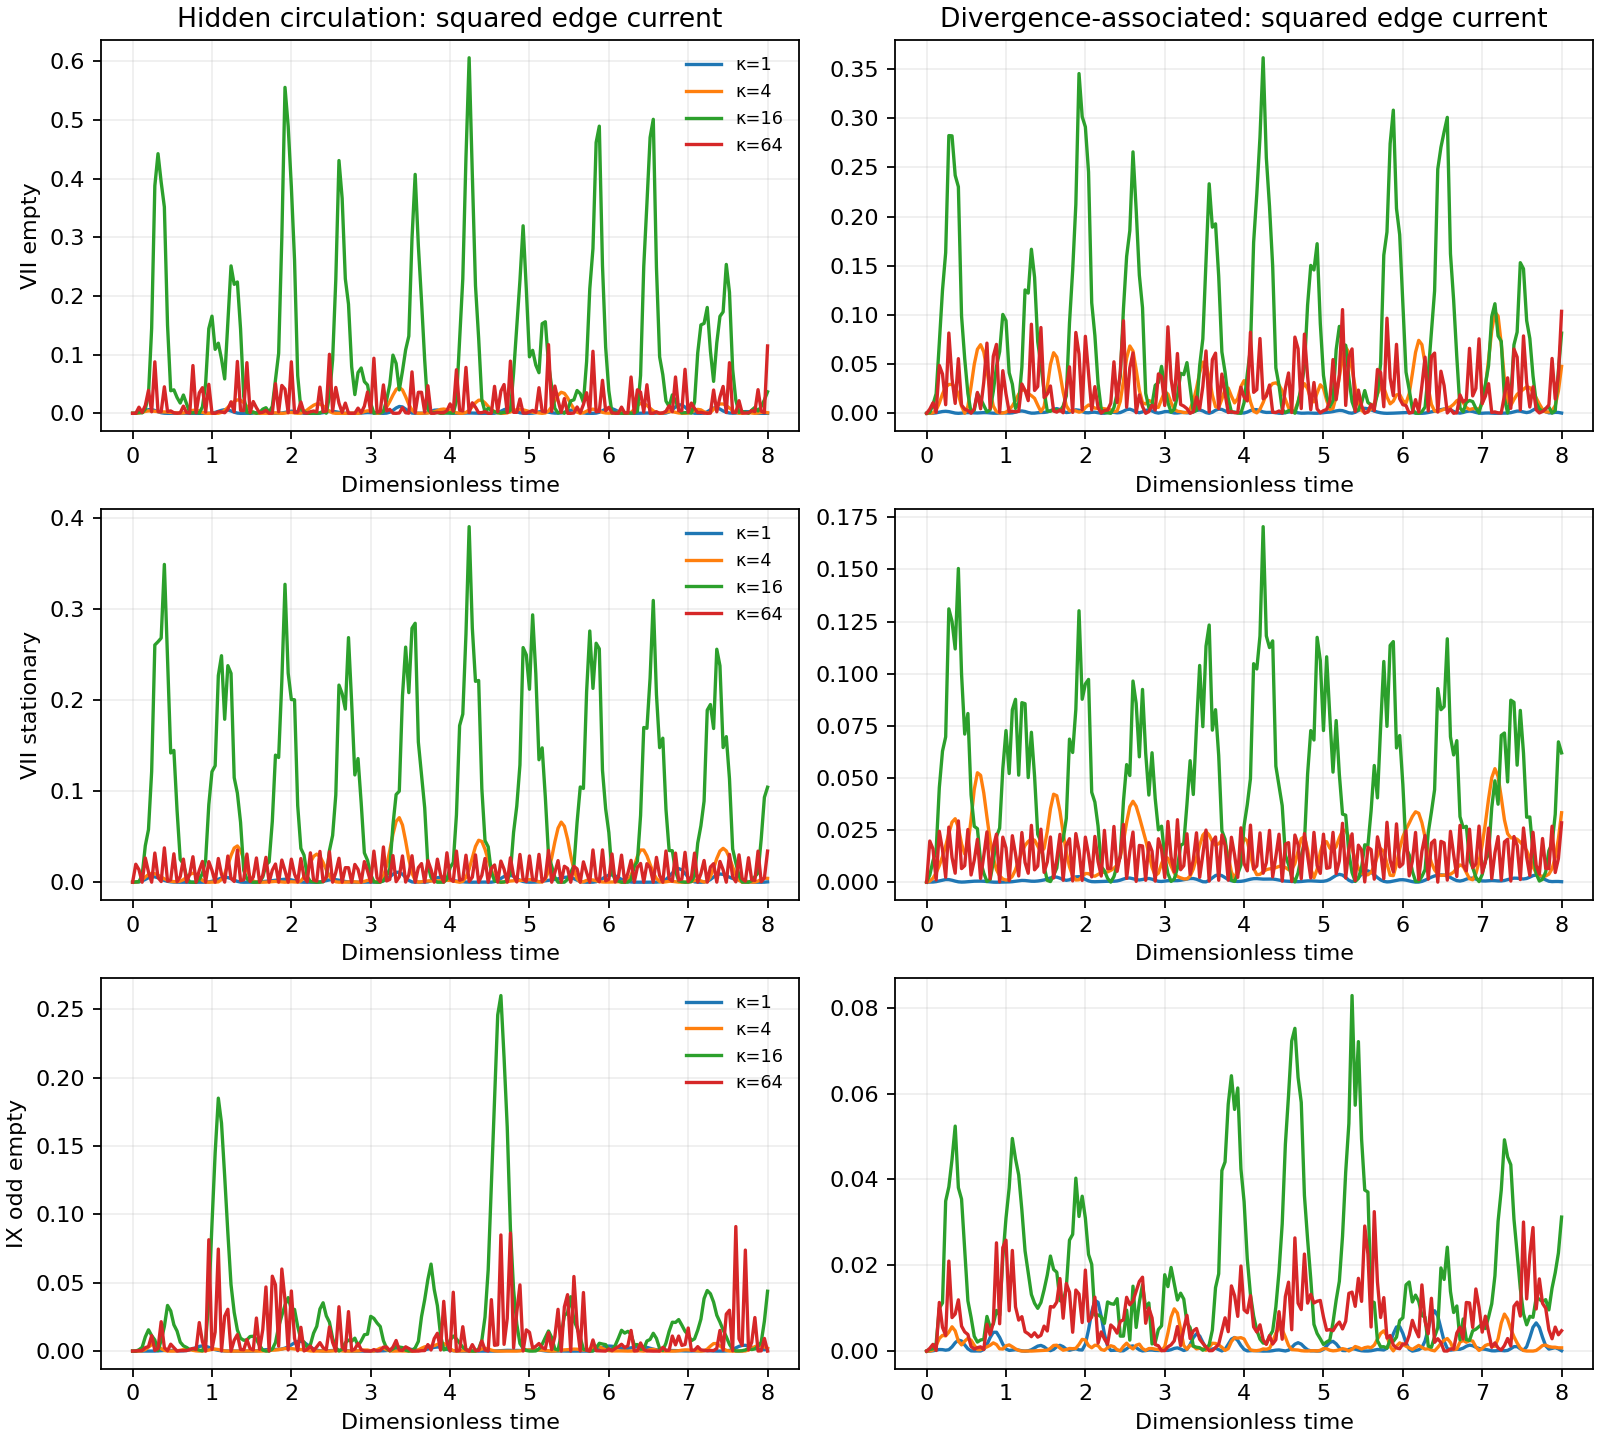 Hidden circulation: squared edge current
Divergence-associated: squared edge current
VII empty
0.6
0.5
0.4
0.3
0.2
0.1
0.0
κ=1
κ=4
κ=16
κ=64
0 1 2 3 4 5 6 7 8
Dimensionless time
0.35
0.30
0.25
0.20
0.15
0.10
0.05
0.00
0 1 2 3 4 5 6 7 8
Dimensionless time
VII stationary
0.4
0.3
0.2
0.1
0.0
κ=1
κ=4
κ=16
κ=64
0 1 2 3 4 5 6 7 8
Dimensionless time
0.175
0.150
0.125
0.100
0.075
0.050
0.025
0.000
0 1 2 3 4 5 6 7 8
Dimensionless time
IX odd empty
0.25
0.20
0.15
0.10
0.05
0.00
κ=1
κ=4
κ=16
κ=64
0 1 2 3 4 5 6 7 8
Dimensionless time
0.08
0.06
0.04
0.02
0.00
0 1 2 3 4 5 6 7 8
Dimensionless time